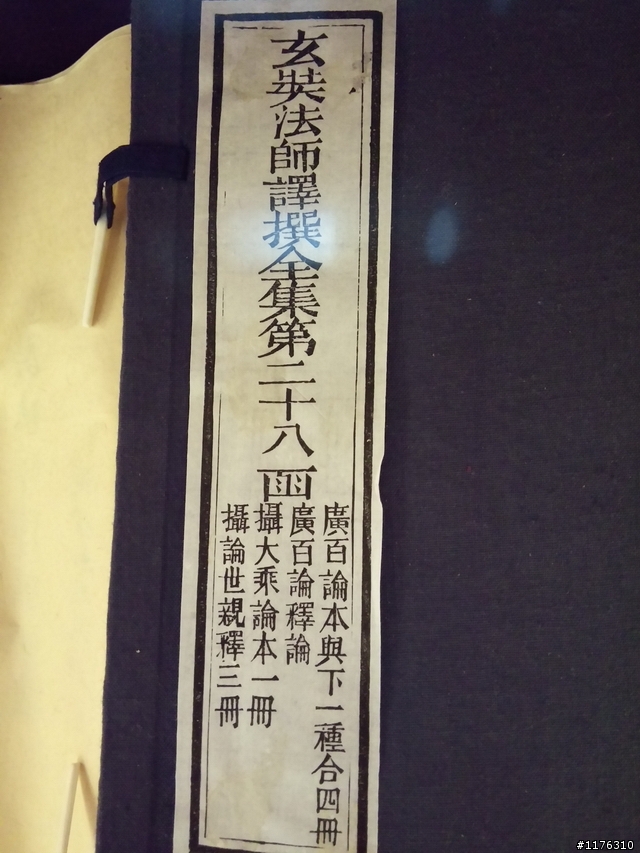 玄奘法師譯撰全集第二十八函
廣百論本與下一種合四冊
廣百論釋論
攝大乘論本一冊
攝論世親釋三冊
#1176310